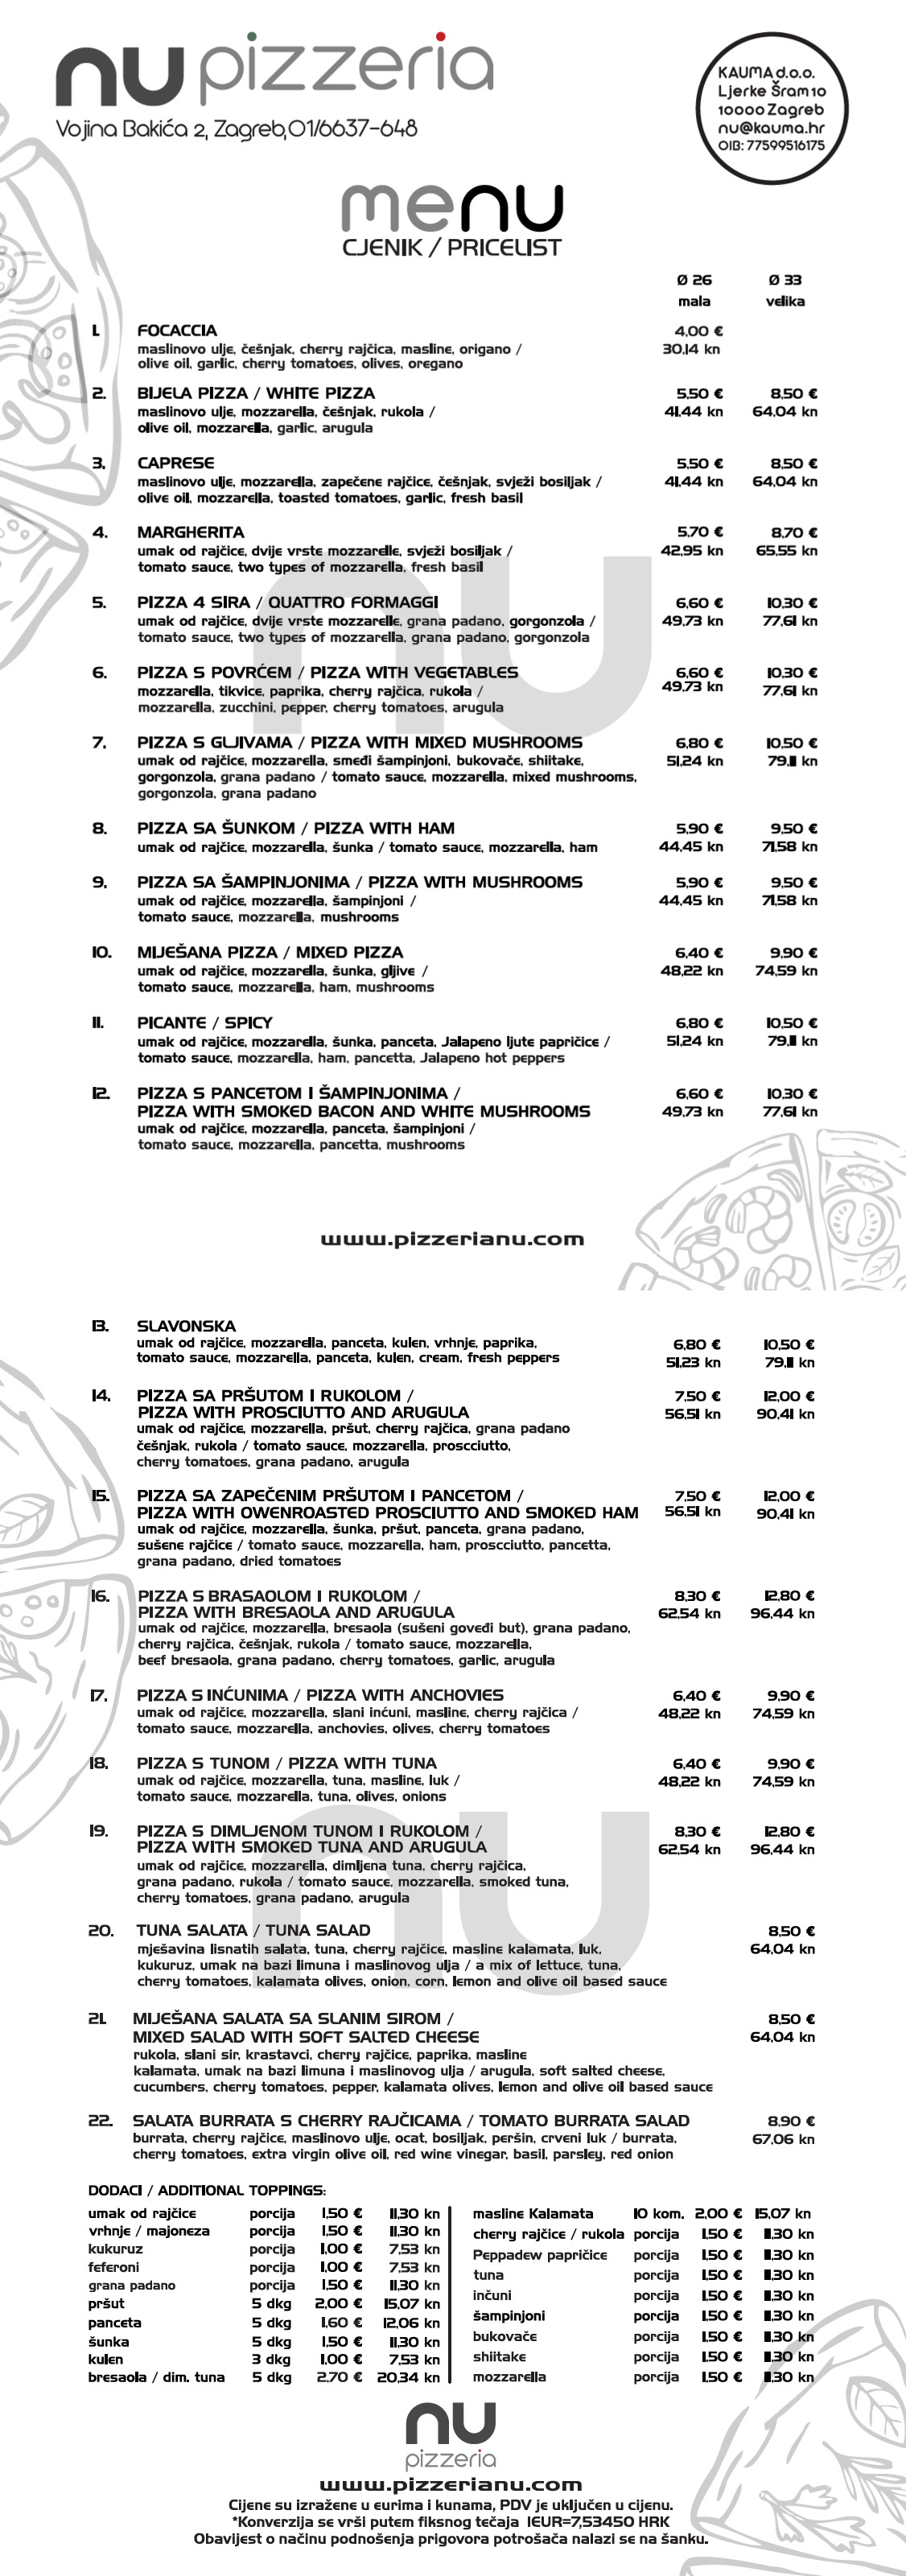 nu pizzeria
Vojina Bakića 2, Zagreb,01/6637-648
KAUMA d.o.o.
Ljerke Šram 10
10000 Zagreb
nu@kauma.hr
OIB: 77599516175
menu
CJENIK / PRICELIST
Ø 26 Ø 33
mala velika
1. FOCACCIA 4,00 €
maslinovo ulje, češnjak, cherry rajčica, masline, origano / 30,14 kn
olive oil, garlic, cherry tomatoes, olives, oregano
2. BIJELA PIZZA / WHITE PIZZA 5,50 € 8,50 €
maslinovo ulje, mozzarella, češnjak, rukola / 41,44 kn 64,04 kn
olive oil, mozzarella, garlic, arugula
3. CAPRESE 5,50 € 8,50 €
maslinovo ulje, mozzarella, zapečene rajčice, češnjak, svježi bosiljak / 41,44 kn 64,04 kn
olive oil, mozzarella, toasted tomatoes, garlic, fresh basil
4. MARGHERITA 5,70 € 8,70 €
umak od rajčice, dvije vrste mozzarelle, svježi bosiljak / 42,95 kn 65,55 kn
tomato sauce, two types of mozzarella, fresh basil
5. PIZZA 4 SIRA / QUATTRO FORMAGGI 6,60 € 10,30 €
umak od rajčice, dvije vrste mozzarelle, grana padano, gorgonzola / 49,73 kn 77,61 kn
tomato sauce, two types of mozzarella, grana padano, gorgonzola
6. PIZZA S POVRĆEM / PIZZA WITH VEGETABLES 6,60 € 10,30 €
mozzarella, tikvice, paprika, cherry rajčica, rukola / 49,73 kn 77,61 kn
mozzarella, zucchini, pepper, cherry tomatoes, arugula
7. PIZZA S GLJIVAMA / PIZZA WITH MIXED MUSHROOMS 6,80 € 10,50 €
umak od rajčice, mozzarella, smeđi šampinjoni, bukovače, shiitake, 51,24 kn 79,11 kn
gorgonzola, grana padano / tomato sauce, mozzarella, mixed mushrooms,
gorgonzola, grana padano
8. PIZZA SA ŠUNKOM / PIZZA WITH HAM 5,90 € 9,50 €
umak od rajčice, mozzarella, šunka / tomato sauce, mozzarella, ham 44,45 kn 71,58 kn
9. PIZZA SA ŠAMPINJONIMA / PIZZA WITH MUSHROOMS 5,90 € 9,50 €
umak od rajčice, mozzarella, šampinjoni / 44,45 kn 71,58 kn
tomato sauce, mozzarella, mushrooms
10. MIJEŠANA PIZZA / MIXED PIZZA 6,40 € 9,90 €
umak od rajčice, mozzarella, šunka, gljive / 48,22 kn 74,59 kn
tomato sauce, mozzarella, ham, mushrooms
11. PICANTE / SPICY 6,80 € 10,50 €
umak od rajčice, mozzarella, šunka, panceta, Jalapeno ljute papričice / 51,24 kn 79,11 kn
tomato sauce, mozzarella, ham, pancetta, Jalapeno hot peppers
12. PIZZA S PANCETOM I ŠAMPINJONIMA / 6,60 € 10,30 €
PIZZA WITH SMOKED BACON AND WHITE MUSHROOMS 49,73 kn 77,61 kn
umak od rajčice, mozzarella, panceta, šampinjoni /
tomato sauce, mozzarella, pancetta, mushrooms
www.pizzerianu.com
13. SLAVONSKA
umak od rajčice, mozzarella, panceta, kulen, vrhnje, paprika, 6,80 € 10,50 €
tomato sauce, mozzarella, panceta, kulen, cream, fresh peppers 51,23 kn 79,11 kn
14. PIZZA SA PRŠUTOM I RUKOLOM / 7,50 € 12,00 €
PIZZA WITH PROSCIUTTO AND ARUGULA 56,51 kn 90,41 kn
umak od rajčice, mozzarella, pršut, cherry rajčica, grana padano
češnjak, rukola / tomato sauce, mozzarella, proscciutto,
cherry tomatoes, grana padano, arugula
15. PIZZA SA ZAPEČENIM PRŠUTOM I PANCETOM / 7,50 € 12,00 €
PIZZA WITH OWENROASTED PROSCIUTTO AND SMOKED HAM 56,51 kn 90,41 kn
umak od rajčice, mozzarella, šunka, pršut, panceta, grana padano,
sušene rajčice / tomato sauce, mozzarella, ham, proscciutto, pancetta,
grana padano, dried tomatoes
16. PIZZA S BRASAOLOM I RUKOLOM / 8,30 € 12,80 €
PIZZA WITH BRESAOLA AND ARUGULA 62,54 kn 96,44 kn
umak od rajčice, mozzarella, bresaola (sušeni goveđi but), grana padano,
cherry rajčica, češnjak, rukola / tomato sauce, mozzarella,
beef bresaola, grana padano, cherry tomatoes, garlic, arugula
17. PIZZA S INĆUNIMA / PIZZA WITH ANCHOVIES 6,40 € 9,90 €
umak od rajčice, mozzarella, slani inćuni, masline, cherry rajčica / 48,22 kn 74,59 kn
tomato sauce, mozzarella, anchovies, olives, cherry tomatoes
18. PIZZA S TUNOM / PIZZA WITH TUNA 6,40 € 9,90 €
umak od rajčice, mozzarella, tuna, masline, luk / 48,22 kn 74,59 kn
tomato sauce, mozzarella, tuna, olives, onions
19. PIZZA S DIMLJENOM TUNOM I RUKOLOM / 8,30 € 12,80 €
PIZZA WITH SMOKED TUNA AND ARUGULA 62,54 kn 96,44 kn
umak od rajčice, mozzarella, dimljena tuna, cherry rajčica,
grana padano, rukola / tomato sauce, mozzarella, smoked tuna,
cherry tomatoes, grana padano, arugula
20. TUNA SALATA / TUNA SALAD 8,50 €
mješavina lisnatih salata, tuna, cherry rajčice, masline kalamata, luk, 64,04 kn
kukuruz, umak na bazi limuna i maslinovog ulja / a mix of lettuce, tuna,
cherry tomatoes, kalamata olives, onion, corn, lemon and olive oil based sauce
21. MIJEŠANA SALATA SA SLANIM SIROM / 8,50 €
MIXED SALAD WITH SOFT SALTED CHEESE 64,04 kn
rukola, slani sir, krastavci, cherry rajčice, paprika, masline
kalamata, umak na bazi limuna i maslinovog ulja / arugula, soft salted cheese,
cucumbers, cherry tomatoes, pepper, kalamata olives, lemon and olive oil based sauce
22. SALATA BURRATA S CHERRY RAJČICAMA / TOMATO BURRATA SALAD 8,90 €
burrata, cherry rajčice, maslinovo ulje, ocat, bosiljak, peršin, crveni luk / burrata, 67,06 kn
cherry tomatoes, extra virgin olive oil, red wine vinegar, basil, parsley, red onion
DODACI / ADDITIONAL TOPPINGS:
umak od rajčice porcija 1,50 € 11,30 kn
vrhnje / majoneza porcija 1,50 € 11,30 kn
kukuruz porcija 1,00 € 7,53 kn
feferoni porcija 1,00 € 7,53 kn
grana padano porcija 1,50 € 11,30 kn
pršut 5 dkg 2,00 € 15,07 kn
panceta 5 dkg 1,60 € 12,06 kn
šunka 5 dkg 1,50 € 11,30 kn
kulen 3 dkg 1,00 € 7,53 kn
bresaola / dim. tuna 5 dkg 2,70 € 20,34 kn
masline Kalamata 10 kom. 2,00 € 15,07 kn
cherry rajčice / rukola porcija 1,50 € 11,30 kn
Peppadew papričice porcija 1,50 € 11,30 kn
tuna porcija 1,50 € 11,30 kn
inćuni porcija 1,50 € 11,30 kn
šampinjoni porcija 1,50 € 11,30 kn
bukovače porcija 1,50 € 11,30 kn
shiitake porcija 1,50 € 11,30 kn
mozzarella porcija 1,50 € 11,30 kn
nu
pizzeria
www.pizzerianu.com
Cijene su izražene u eurima i kunama, PDV je uključen u cijenu.
*Konverzija se vrši putem fiksnog tečaja 1EUR=7,53450 HRK
Obavijest o načinu podnošenja prigovora potrošača nalazi se na šanku.